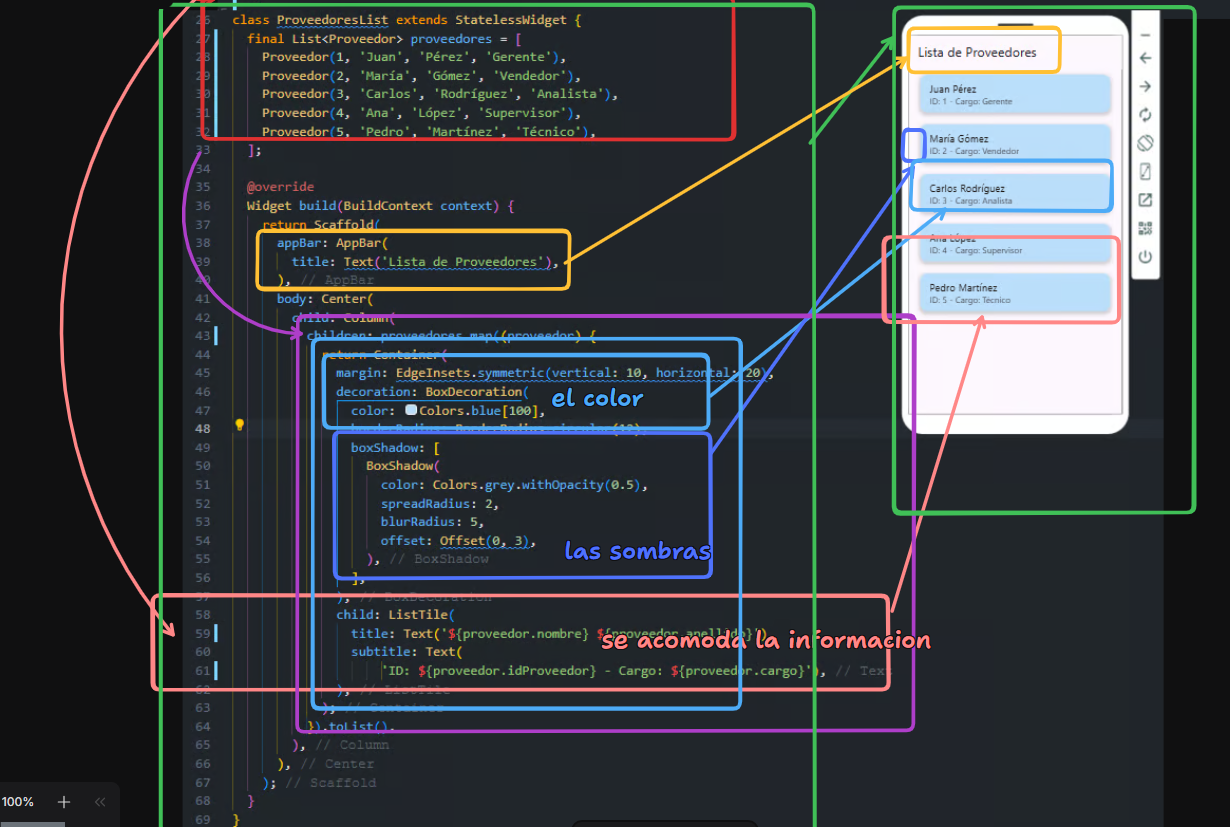 26 class ProveedoresList extends StatelessWidget {
27 final List<Proveedor> proveedores = [
28 Proveedor(1, 'Juan', 'Pérez', 'Gerente'),
29 Proveedor(2, 'María', 'Gómez', 'Vendedor'),
30 Proveedor(3, 'Carlos', 'Rodríguez', 'Analista'),
31 Proveedor(4, 'Ana', 'López', 'Supervisor'),
32 Proveedor(5, 'Pedro', 'Martínez', 'Técnico'),
33 ];
34
35 @override
36 Widget build(BuildContext context) {
37 return Scaffold(
38 appBar: AppBar(
39 title: Text('Lista de Proveedores'),
40 ), // AppBar
41 body: Center(
42 child: Column(
43 children: proveedores.map((proveedor) {
44 return Container(
45 margin: EdgeInsets.symmetric(vertical: 10, horizontal: 20),
46 decoration: BoxDecoration(
el color
47 color: Colors.blue[100],
48 borderRadius: BorderRadius.circular(10),
49 boxShadow: [
50 BoxShadow(
51 color: Colors.grey.withOpacity(0.5),
52 spreadRadius: 2,
53 blurRadius: 5,
54 offset: Offset(0, 3),
las sombras
55 ), // BoxShadow
56 ],
57 ), // BoxDecoration
58 child: ListTile(
59 title: Text('${proveedor.nombre} ${proveedor.apellido}')
se acomoda la informacion
60 subtitle: Text(
61 'ID: ${proveedor.idProveedor} - Cargo: ${proveedor.cargo}'), // Text
62 ), // ListTile
63 ); // Container
64 }).toList(),
65 ), // Column
66 ), // Center
67 ); // Scaffold
68 }
69 }
Lista de Proveedores
Juan Pérez
ID: 1 - Cargo: Gerente
María Gómez
ID: 2 - Cargo: Vendedor
Carlos Rodríguez
ID: 3 - Cargo: Analista
Ana López
ID: 4 - Cargo: Supervisor
Pedro Martínez
ID: 5 - Cargo: Técnico
100%